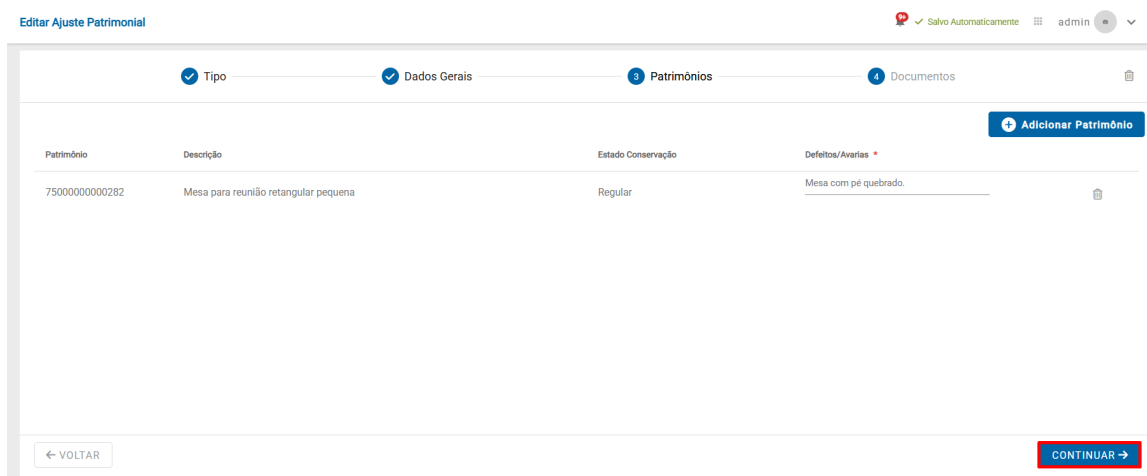 Editar Ajuste Patrimonial
9+ Salvo Automaticamente admin
Tipo Dados Gerais 3 Patrimônios 4 Documentos
Adicionar Patrimônio
Patrimônio Descrição Estado Conservação Defeitos/Avarias *
75000000000282 Mesa para reunião retangular pequena Regular Mesa com pé quebrado.
VOLTAR CONTINUAR